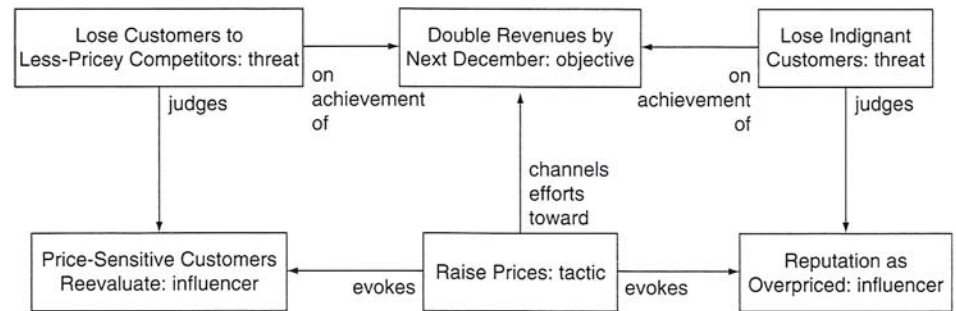 Lose Customers to
Less-Pricey Competitors: threat
Double Revenues by
Next December: objective
Lose Indignant
Customers: threat
on
achievement
of
on
achievement
of
judges
judges
channels
efforts
toward
Price-Sensitive Customers
Reevaluate: influencer
Raise Prices: tactic
Reputation as
Overpriced: influencer
evokes
evokes